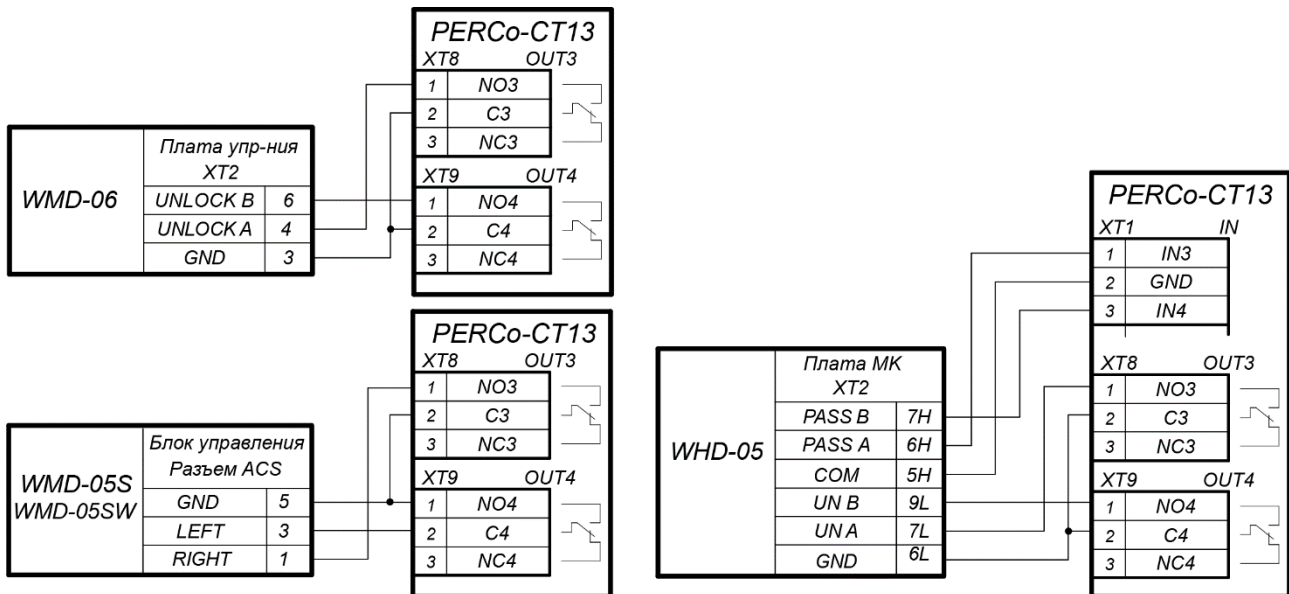 PERCo-CT13
XT8 OUT3
1 NO3
2 C3
3 NC3
XT9 OUT4
1 NO4
2 C4
3 NC4
WMD-06
Плата упр-ния
XT2
UNLOCK B 6
UNLOCK A 4
GND 3
PERCo-CT13
XT8 OUT3
1 NO3
2 C3
3 NC3
XT9 OUT4
1 NO4
2 C4
3 NC4
WMD-05S
WMD-05SW
Блок управления
Разъем ACS
GND 5
LEFT 3
RIGHT 1
PERCo-CT13
XT1 IN
1 IN3
2 GND
3 IN4
XT8 OUT3
1 NO3
2 C3
3 NC3
XT9 OUT4
1 NO4
2 C4
3 NC4
WHD-05
Плата МК
XT2
PASS B 7H
PASS A 6H
COM 5H
UN B 9L
UN A 7L
GND 6L